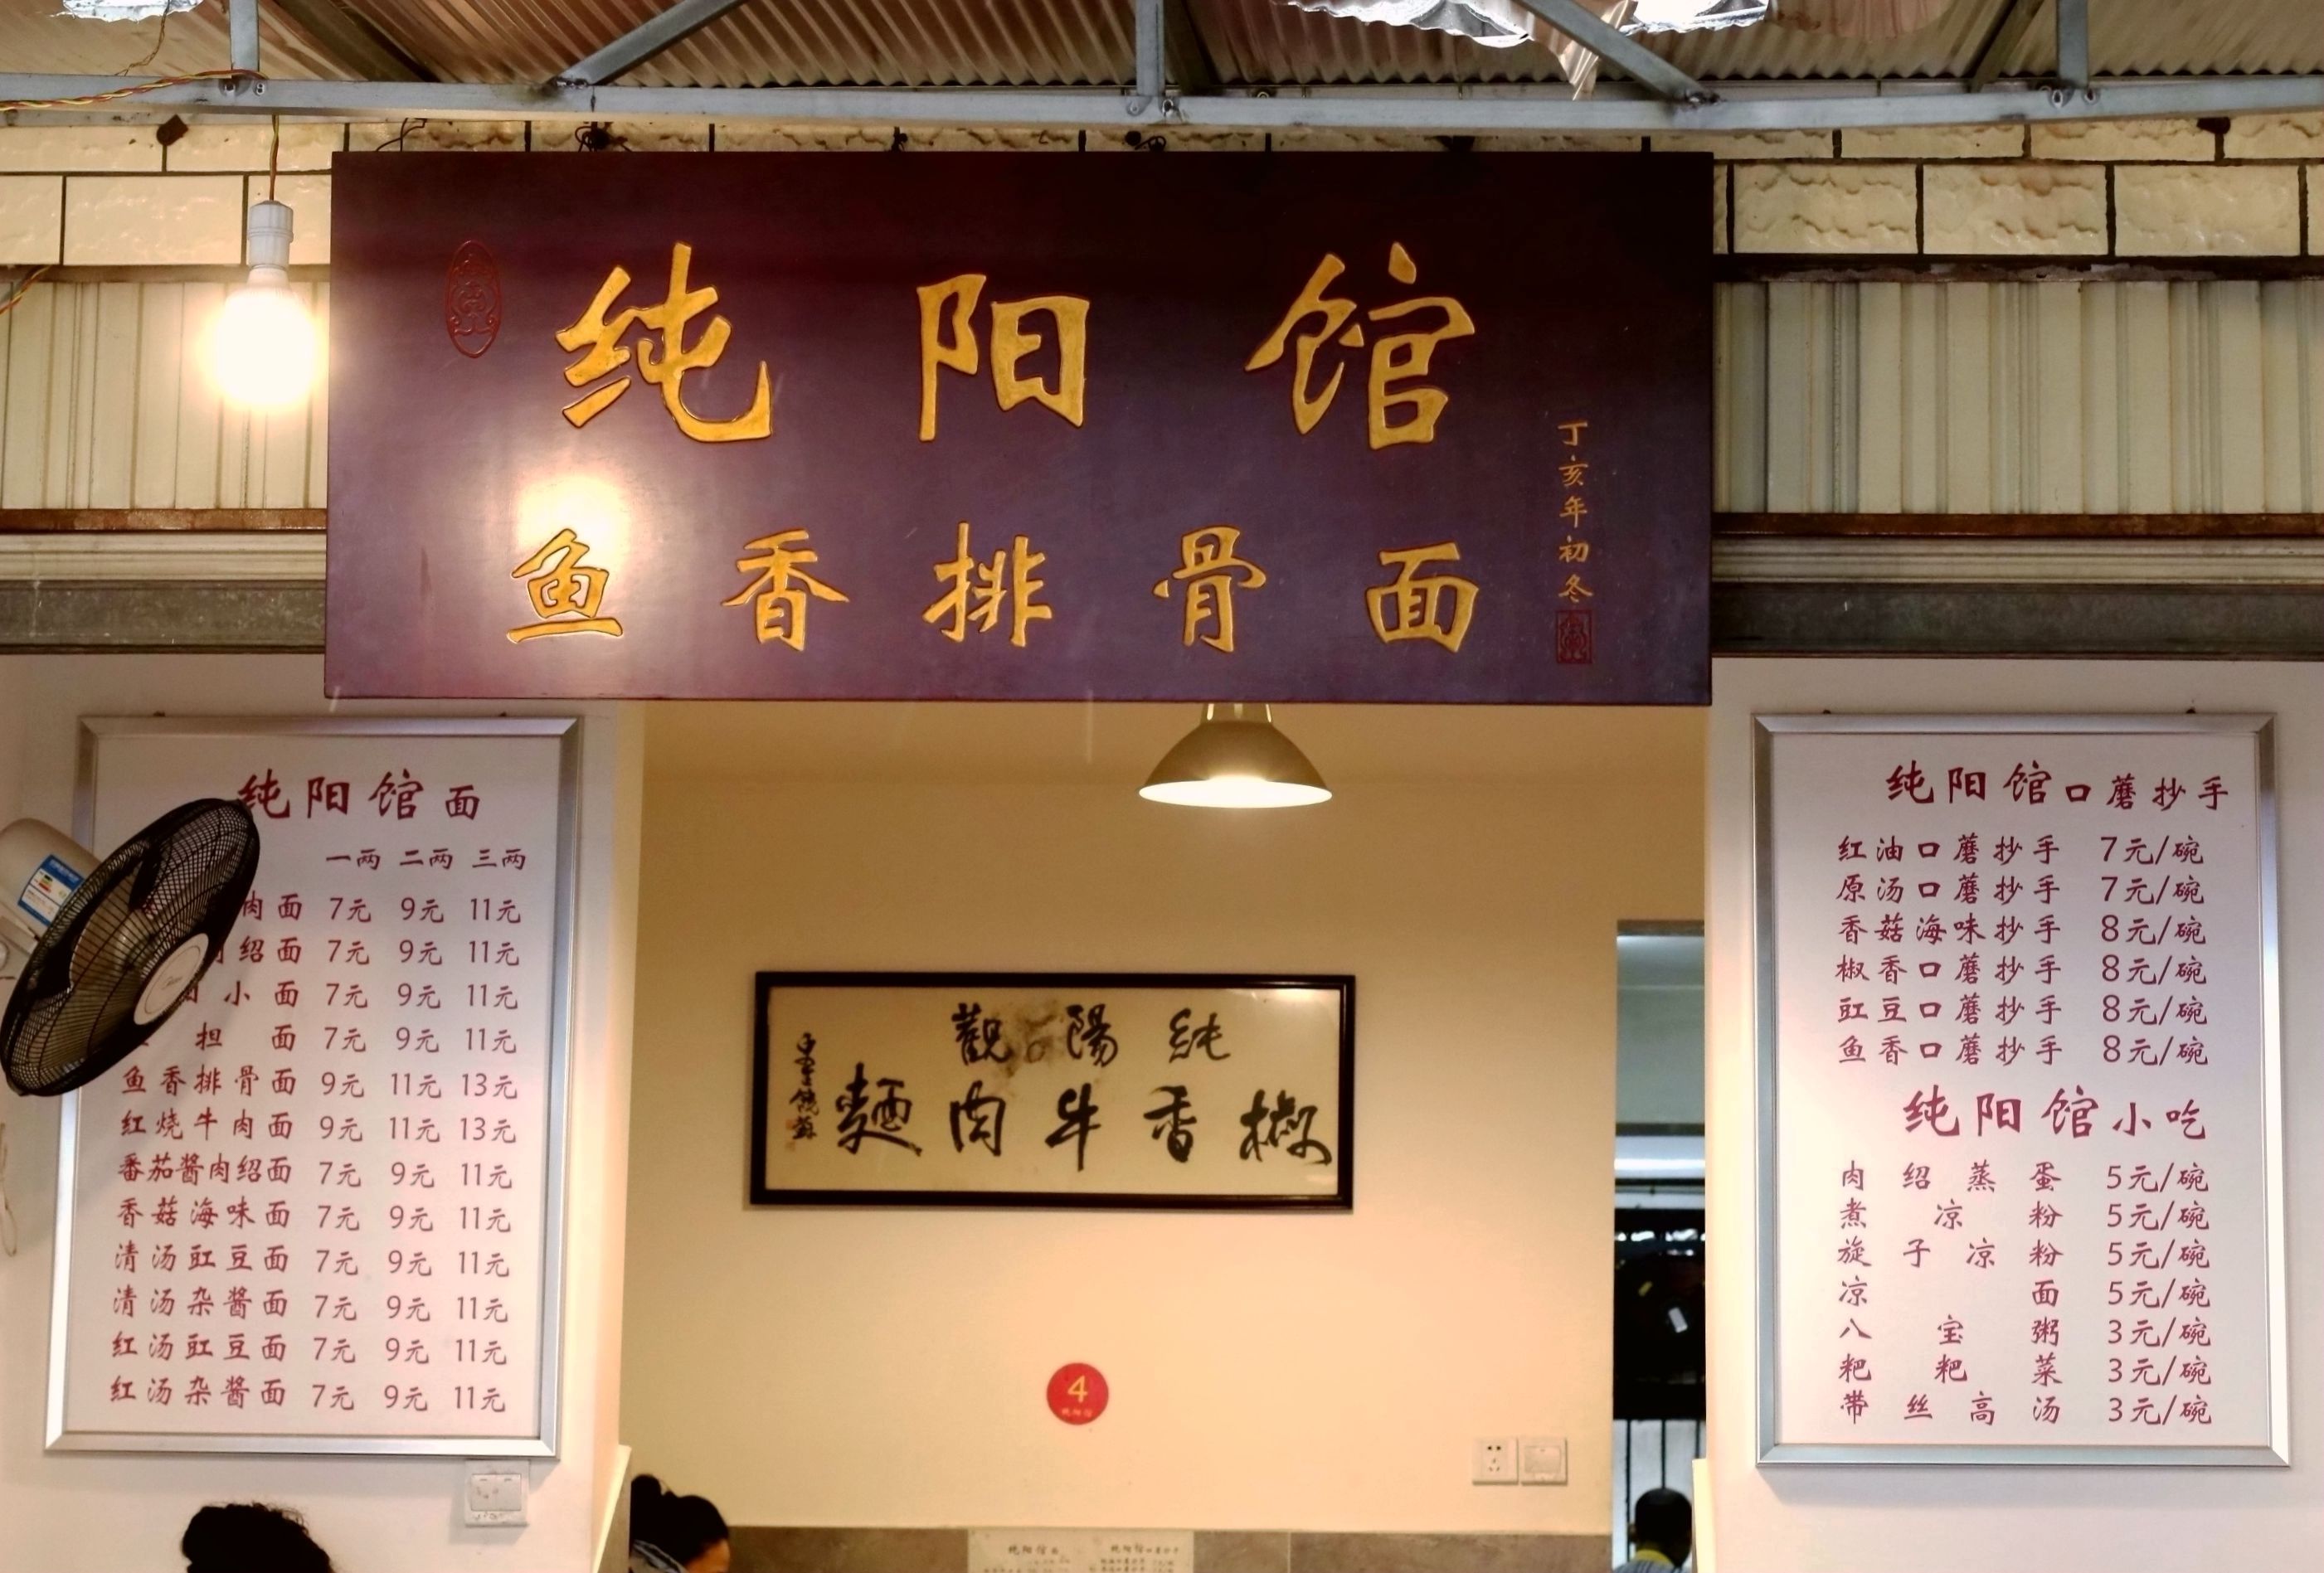 纯阳馆
鱼香排骨面
丁亥年初冬
纯阳馆面
一两 二两 三两
肉面 7元 9元 11元
绍面 7元 9元 11元
小面 7元 9元 11元
担面 7元 9元 11元
鱼香排骨面 9元 11元 13元
红烧牛肉面 9元 11元 13元
番茄酱肉绍面 7元 9元 11元
香菇海味面 7元 9元 11元
清汤豇豆面 7元 9元 11元
清汤杂酱面 7元 9元 11元
红汤豇豆面 7元 9元 11元
红汤杂酱面 7元 9元 11元
純陽觀
椒香牛肉麵
4
纯阳馆口蘑抄手
红油口蘑抄手 7元/碗
原汤口蘑抄手 7元/碗
香菇海味抄手 8元/碗
椒香口蘑抄手 8元/碗
豇豆口蘑抄手 8元/碗
鱼香口蘑抄手 8元/碗
纯阳馆小吃
肉绍蒸蛋 5元/碗
煮凉粉 5元/碗
旋子凉粉 5元/碗
凉面 5元/碗
八宝粥 3元/碗
粑粑菜 3元/碗
带丝高汤 3元/碗